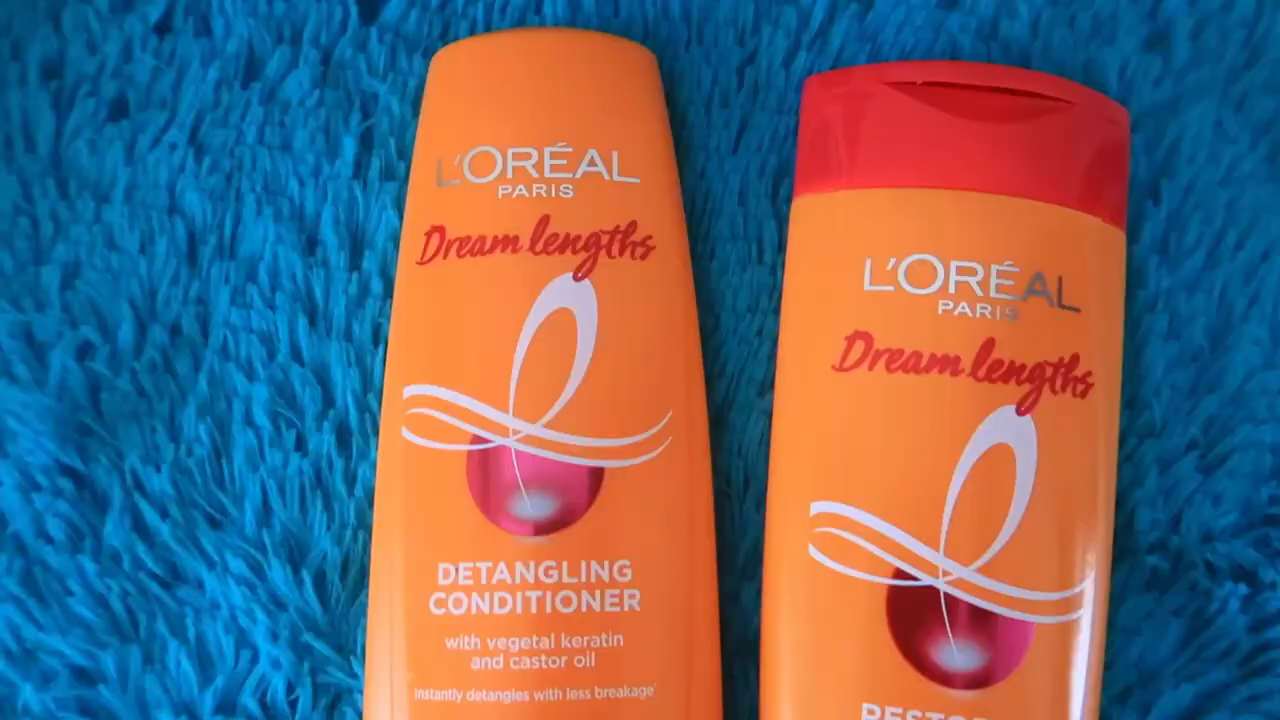 L'ORÉAL
PARIS
Dream lengths
DETANGLING
CONDITIONER
with vegetal keratin
and castor oil
Instantly detangles with less breakage*
L'ORÉAL
PARIS
Dream lengths